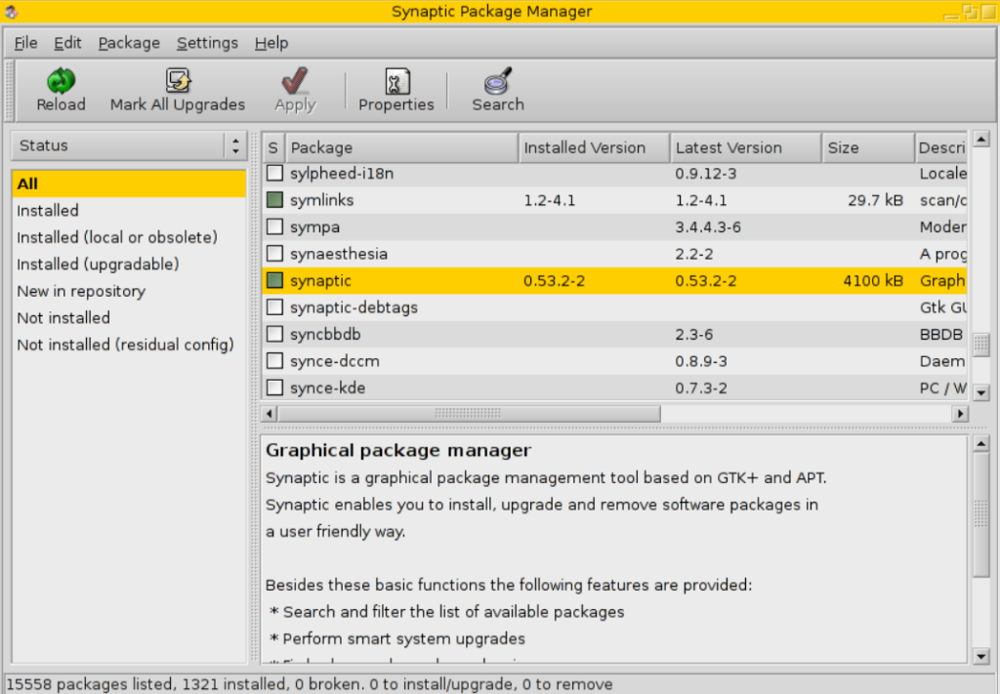 Synaptic Package Manager
File Edit Package Settings Help
Reload Mark All Upgrades Apply Properties Search
Status
All
Installed
Installed (local or obsolete)
Installed (upgradable)
New in repository
Not installed
Not installed (residual config)
S Package Installed Version Latest Version Size Descri
sylpheed-i18n 0.9.12-3 Locale
symlinks 1.2-4.1 1.2-4.1 29.7 kB scan/c
sympa 3.4.4.3-6 Moder
synaesthesia 2.2-2 A prog
synaptic 0.53.2-2 0.53.2-2 4100 kB Graph
synaptic-debtags Gtk GU
syncbbdb 2.3-6 BBDB
synce-dccm 0.8.9-3 Daem
synce-kde 0.7.3-2 PC / W
Graphical package manager
Synaptic is a graphical package management tool based on GTK+ and APT.
Synaptic enables you to install, upgrade and remove software packages in
a user friendly way.
Besides these basic functions the following features are provided:
* Search and filter the list of available packages
* Perform smart system upgrades
15558 packages listed, 1321 installed, 0 broken. 0 to install/upgrade, 0 to remove